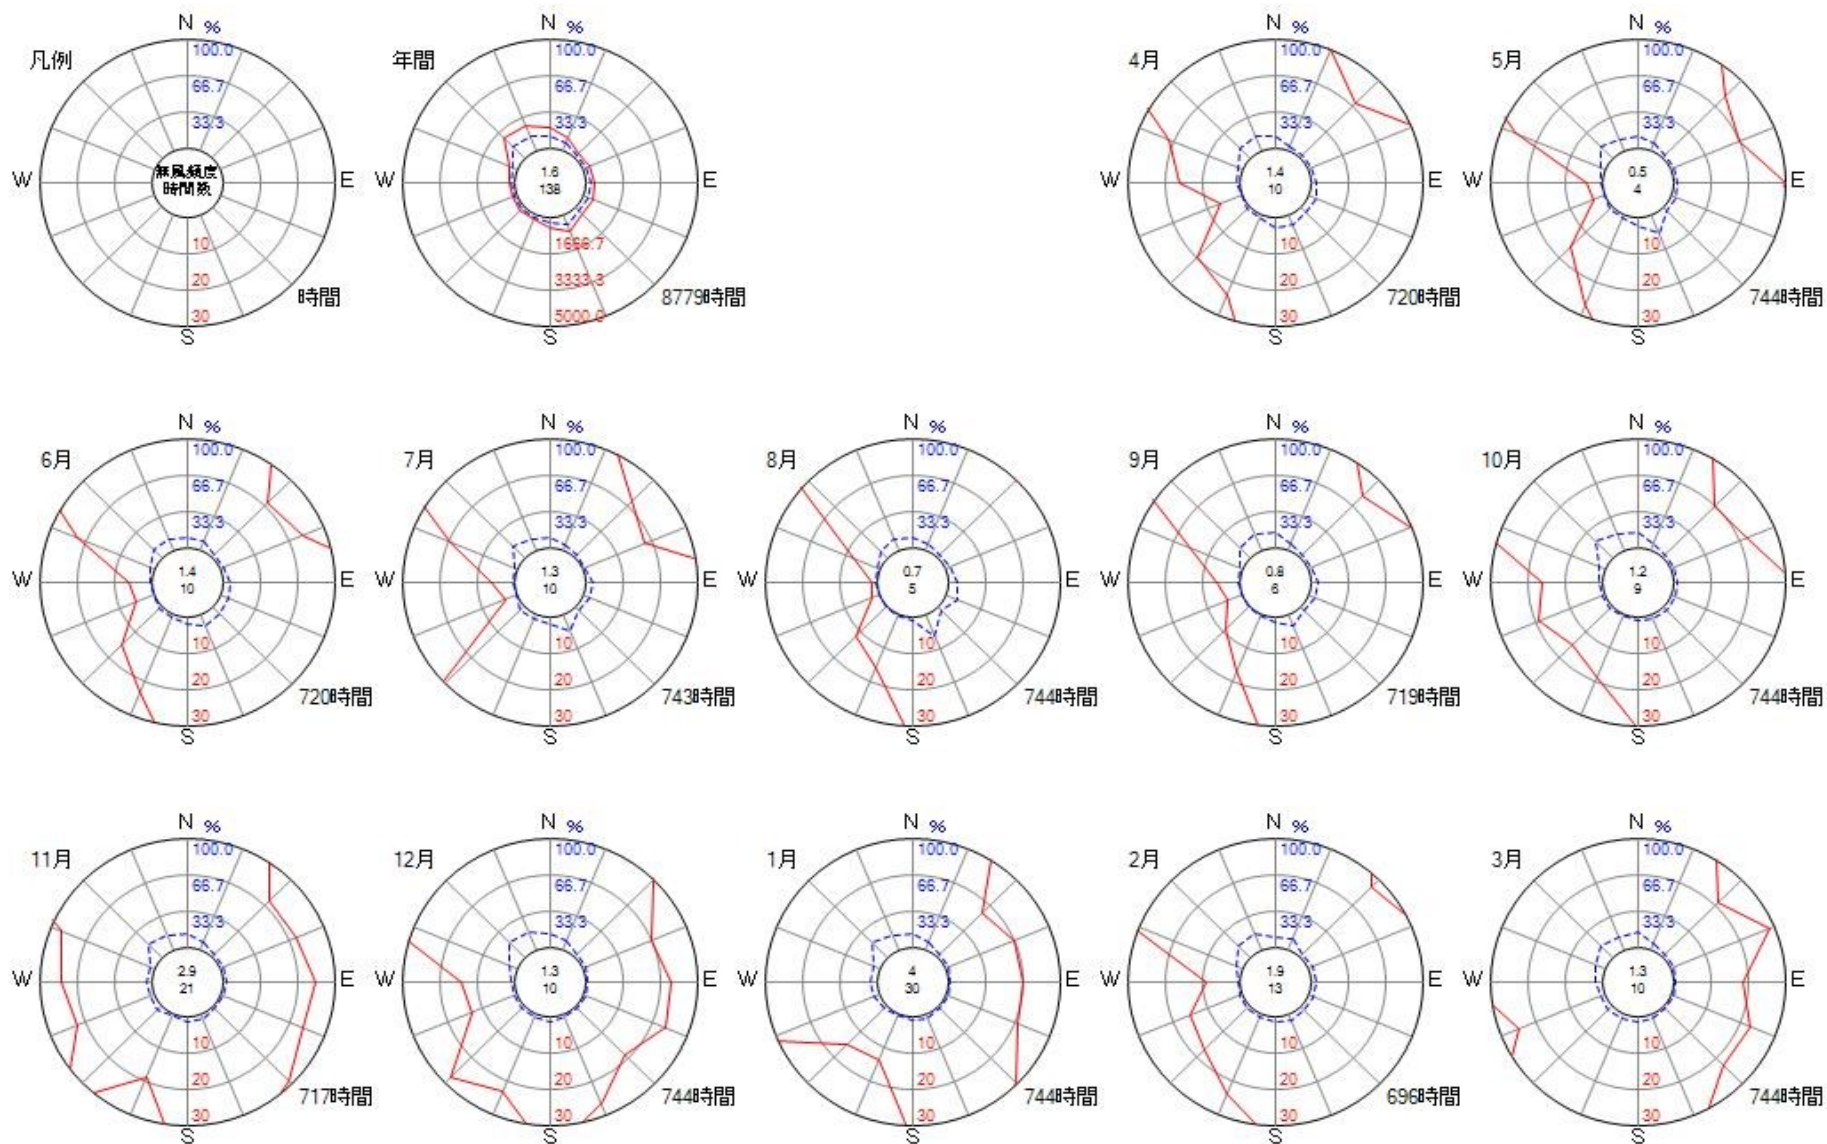 凡例
N %
100.0
66.7
33.3
W
無風頻度
時間数
E
10
20
30
S
時間
年間
N %
100.0
66.7
33.3
W
1.6
138
E
1666.7
3333.3
5000.0
S
8779時間
4月
N %
100.0
66.7
33.3
W
1.4
10
E
10
20
30
S
720時間
5月
N %
100.0
66.7
33.3
W
0.5
4
E
10
20
30
S
744時間
6月
N %
100.0
66.7
33.3
W
1.4
10
E
10
20
30
S
720時間
7月
N %
100.0
66.7
33.3
W
1.3
10
E
10
20
30
S
743時間
8月
N %
100.0
66.7
33.3
W
0.7
5
E
10
20
30
S
744時間
9月
N %
100.0
66.7
33.3
W
0.8
6
E
10
20
30
S
719時間
10月
N %
100.0
66.7
33.3
W
1.2
9
E
10
20
30
S
744時間
11月
N %
100.0
66.7
33.3
W
2.9
21
E
10
20
30
S
717時間
12月
N %
100.0
66.7
33.3
W
1.3
10
E
10
20
30
S
744時間
1月
N %
100.0
66.7
33.3
W
4
30
E
10
20
30
S
744時間
2月
N %
100.0
66.7
33.3
W
1.9
13
E
10
20
30
S
696時間
3月
N %
100.0
66.7
33.3
W
1.3
10
E
10
20
30
S
744時間